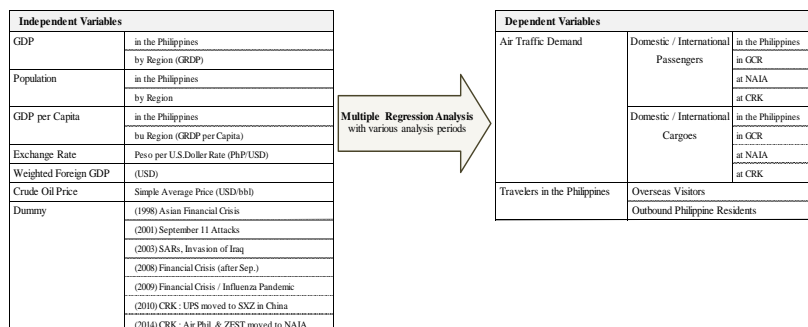 Independent Variables
GDP
in the Philippines
by Region (GRDP)
Population
in the Philippines
by Region
GDP per Capita
in the Philippines
bu Region (GRDP per Capita)
Exchange Rate
Peso per U.S.Doller Rate (PhP/USD)
Weighted Foreign GDP
(USD)
Crude Oil Price
Simple Average Price (USD/bbl)
Dummy
(1998) Asian Financial Crisis
(2001) September 11 Attacks
(2003) SARs, Invasion of Iraq
(2008) Financial Crisis (after Sep.)
(2009) Financial Crisis / Influenza Pandemic
(2010) CRK : UPS moved to SXZ in China
(2014) CRK : Air Phil. & ZEST moved to NAIA
Multiple Regression Analysis
with various analysis periods
Dependent Variables
Air Traffic Demand
Domestic / International
Passengers
in the Philippines
in GCR
at NAIA
at CRK
Domestic / International
Cargoes
in the Philippines
in GCR
at NAIA
at CRK
Travelers in the Philippines
Overseas Visitors
Outbound Philippine Residents